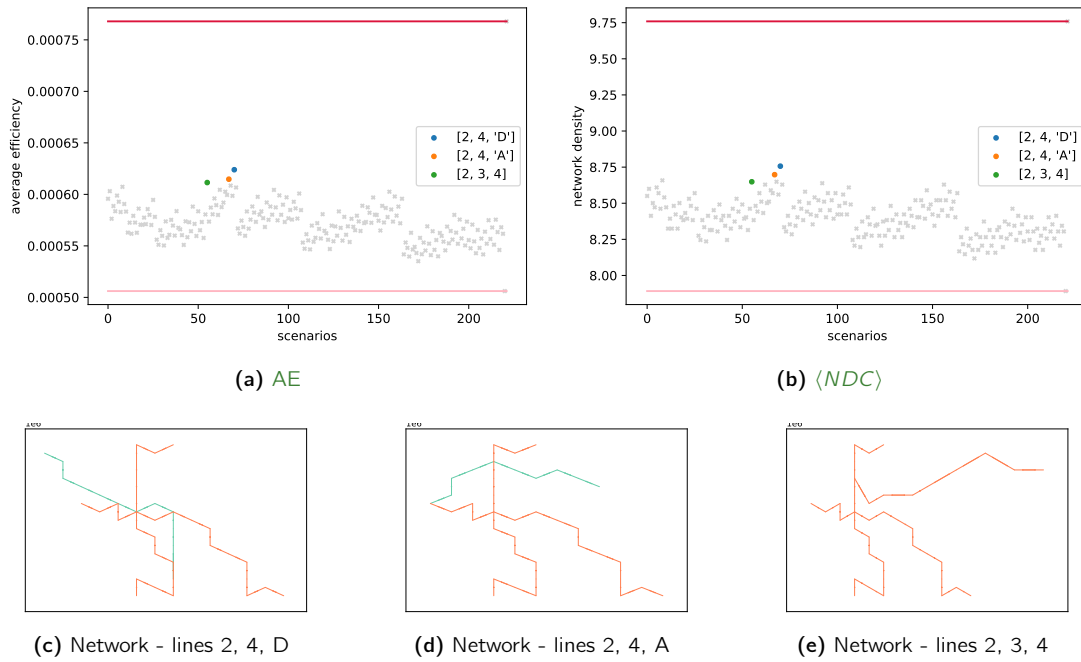 0.00075
0.00070
0.00065
0.00060
0.00055
0.00050
average efficiency
0 50 100 150 200
scenarios
[2, 4, 'D']
[2, 4, 'A']
[2, 3, 4]
(a) AE
9.75
9.50
9.25
9.00
8.75
8.50
8.25
8.00
network density
0 50 100 150 200
scenarios
[2, 4, 'D']
[2, 4, 'A']
[2, 3, 4]
(b) ⟨NDC⟩
(c) Network - lines 2, 4, D
(d) Network - lines 2, 4, A
(e) Network - lines 2, 3, 4